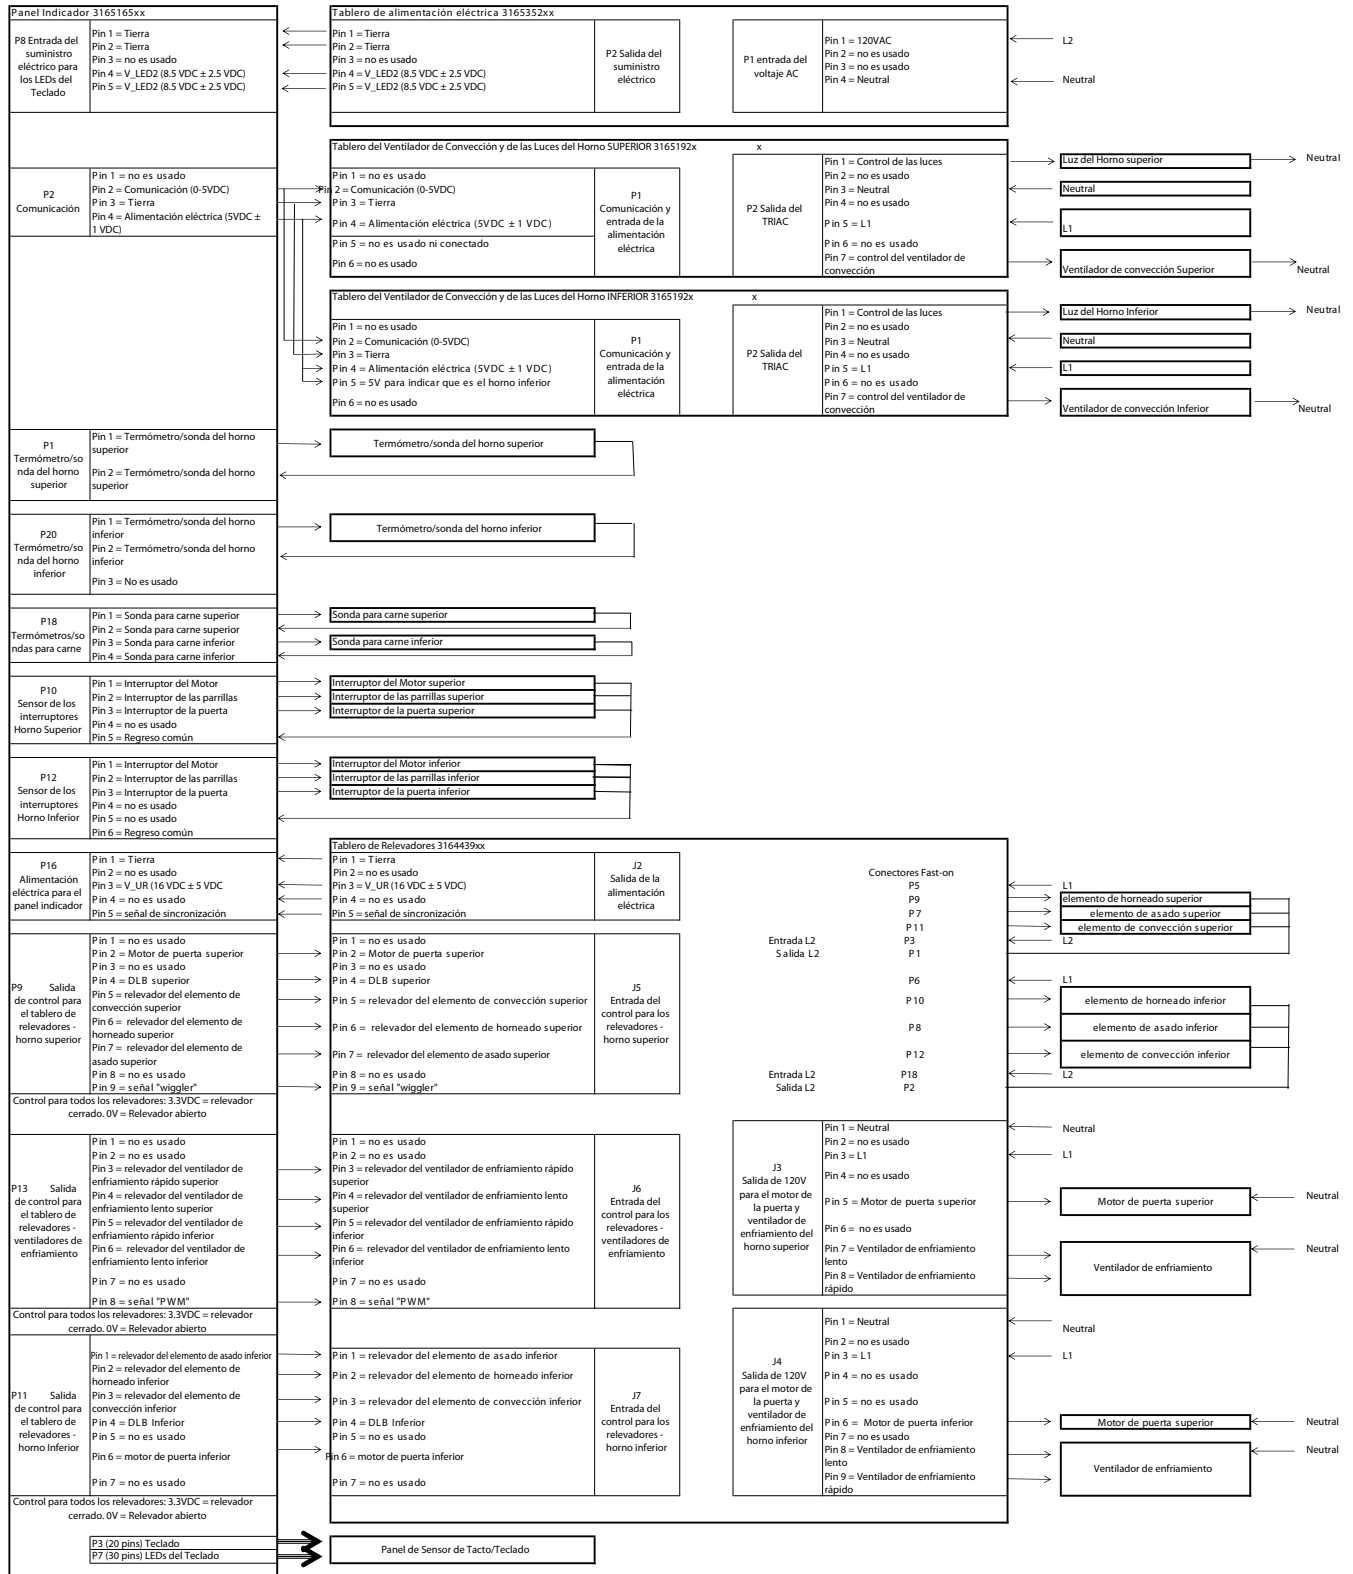 Panel Indicador 3165165xx
P8 Entrada del
suministro
eléctrico para
los LEDs del
Teclado
Pin 1 = Tierra
Pin 2 = Tierra
Pin 3 = no es usado
Pin 4 = V_LED2 (8.5 VDC ± 2.5 VDC)
Pin 5 = V_LED2 (8.5 VDC ± 2.5 VDC)
Tablero de alimentación eléctrica 3165352xx
Pin 1 = Tierra
Pin 2 = Tierra
Pin 3 = no es usado
Pin 4 = V_LED2 (8.5 VDC ± 2.5 VDC)
Pin 5 = V_LED2 (8.5 VDC ± 2.5 VDC)
P2 Salida del
suministro
eléctrico
P1 entrada del
voltaje AC
Pin 1 = 120VAC
Pin 2 = no es usado
Pin 3 = no es usado
Pin 4 = Neutral
L2
Neutral
P2
Comunicación
Pin 1 = no es usado
Pin 2 = Comunicación (0-5VDC)
Pin 3 = Tierra
Pin 4 = Alimentación eléctrica (5VDC ±
1 VDC)
Tablero del Ventilador de Convección y de las Luces del Horno SUPERIOR 3165192x x
Pin 1 = no es usado
Pin 2 = Comunicación (0-5VDC)
Pin 3 = Tierra
Pin 4 = Alimentación eléctrica (5VDC ± 1 VDC)
Pin 5 = no es usado ni conectado
Pin 6 = no es usado
P1
Comunicación y
entrada de la
alimentación
eléctrica
P2 Salida del
TRIAC
Pin 1 = Control de las luces
Pin 2 = no es usado
Pin 3 = Neutral
Pin 4 = no es usado
Pin 5 = L1
Pin 6 = no es usado
Pin 7 = control del ventilador de
convección
Luz del Horno superior
Neutral
Neutral
L1
Ventilador de convección Superior
Neutral
Tablero del Ventilador de Convección y de las Luces del Horno INFERIOR 3165192x x
Pin 1 = no es usado
Pin 2 = Comunicación (0-5VDC)
Pin 3 = Tierra
Pin 4 = Alimentación eléctrica (5VDC ± 1 VDC)
Pin 5 = 5V para indicar que es el horno inferior
Pin 6 = no es usado
P1
Comunicación y
entrada de la
alimentación
eléctrica
P2 Salida del
TRIAC
Pin 1 = Control de las luces
Pin 2 = no es usado
Pin 3 = Neutral
Pin 4 = no es usado
Pin 5 = L1
Pin 6 = no es usado
Pin 7 = control del ventilador de
convección
Luz del Horno Inferior
Neutral
Neutral
L1
Ventilador de convección Inferior
Neutral
P1
Termómetro/so
nda del horno
superior
Pin 1 = Termómetro/sonda del horno
superior
Pin 2 = Termómetro/sonda del horno
superior
Termómetro/sonda del horno superior
P20
Termómetro/so
nda del horno
inferior
Pin 1 = Termómetro/sonda del horno
inferior
Pin 2 = Termómetro/sonda del horno
inferior
Pin 3 = No es usado
Termómetro/sonda del horno inferior
P18
Termómetros/so
ndas para carne
Pin 1 = Sonda para carne superior
Pin 2 = Sonda para carne superior
Pin 3 = Sonda para carne inferior
Pin 4 = Sonda para carne inferior
Sonda para carne superior
Sonda para carne inferior
P10
Sensor de los
interruptores
Horno Superior
Pin 1 = Interruptor del Motor
Pin 2 = Interruptor de las parrillas
Pin 3 = Interruptor de la puerta
Pin 4 = no es usado
Pin 5 = Regreso común
Interruptor del Motor superior
Interruptor de las parrillas superior
Interruptor de la puerta superior
P12
Sensor de los
interruptores
Horno Inferior
Pin 1 = Interruptor del Motor
Pin 2 = Interruptor de las parrillas
Pin 3 = Interruptor de la puerta
Pin 4 = no es usado
Pin 5 = no es usado
Pin 6 = Regreso común
Interruptor del Motor inferior
Interruptor de las parrillas inferior
Interruptor de la puerta inferior
P16
Alimentación
eléctrica para el
panel indicador
Pin 1 = Tierra
Pin 2 = no es usado
Pin 3 = V_UR (16 VDC ± 5 VDC
Pin 4 = no es usado
Pin 5 = señal de sincronización
Tablero de Relevadores 3164439xx
Pin 1 = Tierra
Pin 2 = no es usado
Pin 3 = V_UR (16 VDC ± 5 VDC)
Pin 4 = no es usado
Pin 5 = señal de sincronización
J2
Salida de la
alimentación
eléctrica
Conectores Fast-on
P5
P9
P7
P11
Entrada L2 P3
Salida L2 P1
L1
elemento de horneado superior
elemento de asado superior
elemento de convección superior
L2
P9 Salida
de control para
el tablero de
relevadores -
horno superior
Pin 1 = no es usado
Pin 2 = Motor de puerta superior
Pin 3 = no es usado
Pin 4 = DLB superior
Pin 5 = relevador del elemento de
convección superior
Pin 6 = relevador del elemento de
horneado superior
Pin 7 = relevador del elemento de
asado superior
Pin 8 = no es usado
Pin 9 = señal "wiggler"
Pin 1 = no es usado
Pin 2 = Motor de puerta superior
Pin 3 = no es usado
Pin 4 = DLB superior
Pin 5 = relevador del elemento de convección superior
Pin 6 = relevador del elemento de horneado superior
Pin 7 = relevador del elemento de asado superior
Pin 8 = no es usado
Pin 9 = señal "wiggler"
J5
Entrada del
control para los
relevadores -
horno superior
P6
P10
P8
P12
Entrada L2 P18
Salida L2 P2
L1
elemento de horneado inferior
elemento de asado inferior
elemento de convección inferior
L2
Control para todos los relevadores: 3.3VDC = relevador
cerrado. 0V = Relevador abierto
P13 Salida
de control para
el tablero de
relevadores -
ventiladores de
enfriamiento
Pin 1 = no es usado
Pin 2 = no es usado
Pin 3 = relevador del ventilador de
enfriamiento rápido superior
Pin 4 = relevador del ventilador de
enfriamiento lento superior
Pin 5 = relevador del ventilador de
enfriamiento rápido inferior
Pin 6 = relevador del ventilador de
enfriamiento lento inferior
Pin 7 = no es usado
Pin 8 = señal "PWM"
Pin 1 = no es usado
Pin 2 = no es usado
Pin 3 = relevador del ventilador de enfriamiento rápido
superior
Pin 4 = relevador del ventilador de enfriamiento lento
superior
Pin 5 = relevador del ventilador de enfriamiento rápido
inferior
Pin 6 = relevador del ventilador de enfriamiento lento
inferior
Pin 7 = no es usado
Pin 8 = señal "PWM"
J6
Entrada del
control para los
relevadores -
ventiladores de
enfriamiento
J3
Salida de 120V
para el motor de
la puerta y
ventilador de
enfriamiento del
horno superior
Pin 1 = Neutral
Pin 2 = no es usado
Pin 3 = L1
Pin 4 = no es usado
Pin 5 = Motor de puerta superior
Pin 6 = no es usado
Pin 7 = Ventilador de enfriamiento
lento
Pin 8 = Ventilador de enfriamiento
rápido
Neutral
L1
Motor de puerta superior
Neutral
Ventilador de enfriamiento
Neutral
Control para todos los relevadores: 3.3VDC = relevador
cerrado. 0V = Relevador abierto
P11 Salida
de control para
el tablero de
relevadores -
horno Inferior
Pin 1 = relevador del elemento de asado inferior
Pin 2 = relevador del elemento de
horneado inferior
Pin 3 = relevador del elemento de
convección inferior
Pin 4 = DLB Inferior
Pin 5 = no es usado
Pin 6 = motor de puerta inferior
Pin 7 = no es usado
Pin 1 = relevador del elemento de asado inferior
Pin 2 = relevador del elemento de horneado inferior
Pin 3 = relevador del elemento de convección inferior
Pin 4 = DLB Inferior
Pin 5 = no es usado
Pin 6 = motor de puerta inferior
Pin 7 = no es usado
J7
Entrada del
control para los
relevadores -
horno inferior
J4
Salida de 120V
para el motor de
la puerta y
ventilador de
enfriamiento del
horno inferior
Pin 1 = Neutral
Pin 2 = no es usado
Pin 3 = L1
Pin 4 = no es usado
Pin 5 = no es usado
Pin 6 = Motor de puerta inferior
Pin 7 = no es usado
Pin 8 = Ventilador de enfriamiento
lento
Pin 9 = Ventilador de enfriamiento
rápido
Neutral
L1
Motor de puerta superior
Neutral
Ventilador de enfriamiento
Neutral
Control para todos los relevadores: 3.3VDC = relevador
cerrado. 0V = Relevador abierto
P3 (20 pins) Teclado
P7 (30 pins) LEDs del Teclado
Panel de Sensor de Tacto/Teclado